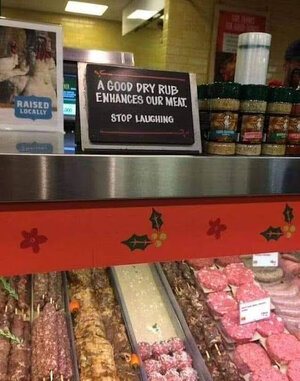 RAISED
LOCALLY
A GOOD DRY RUB
ENHANCES OUR MEAT.
STOP LAUGHING